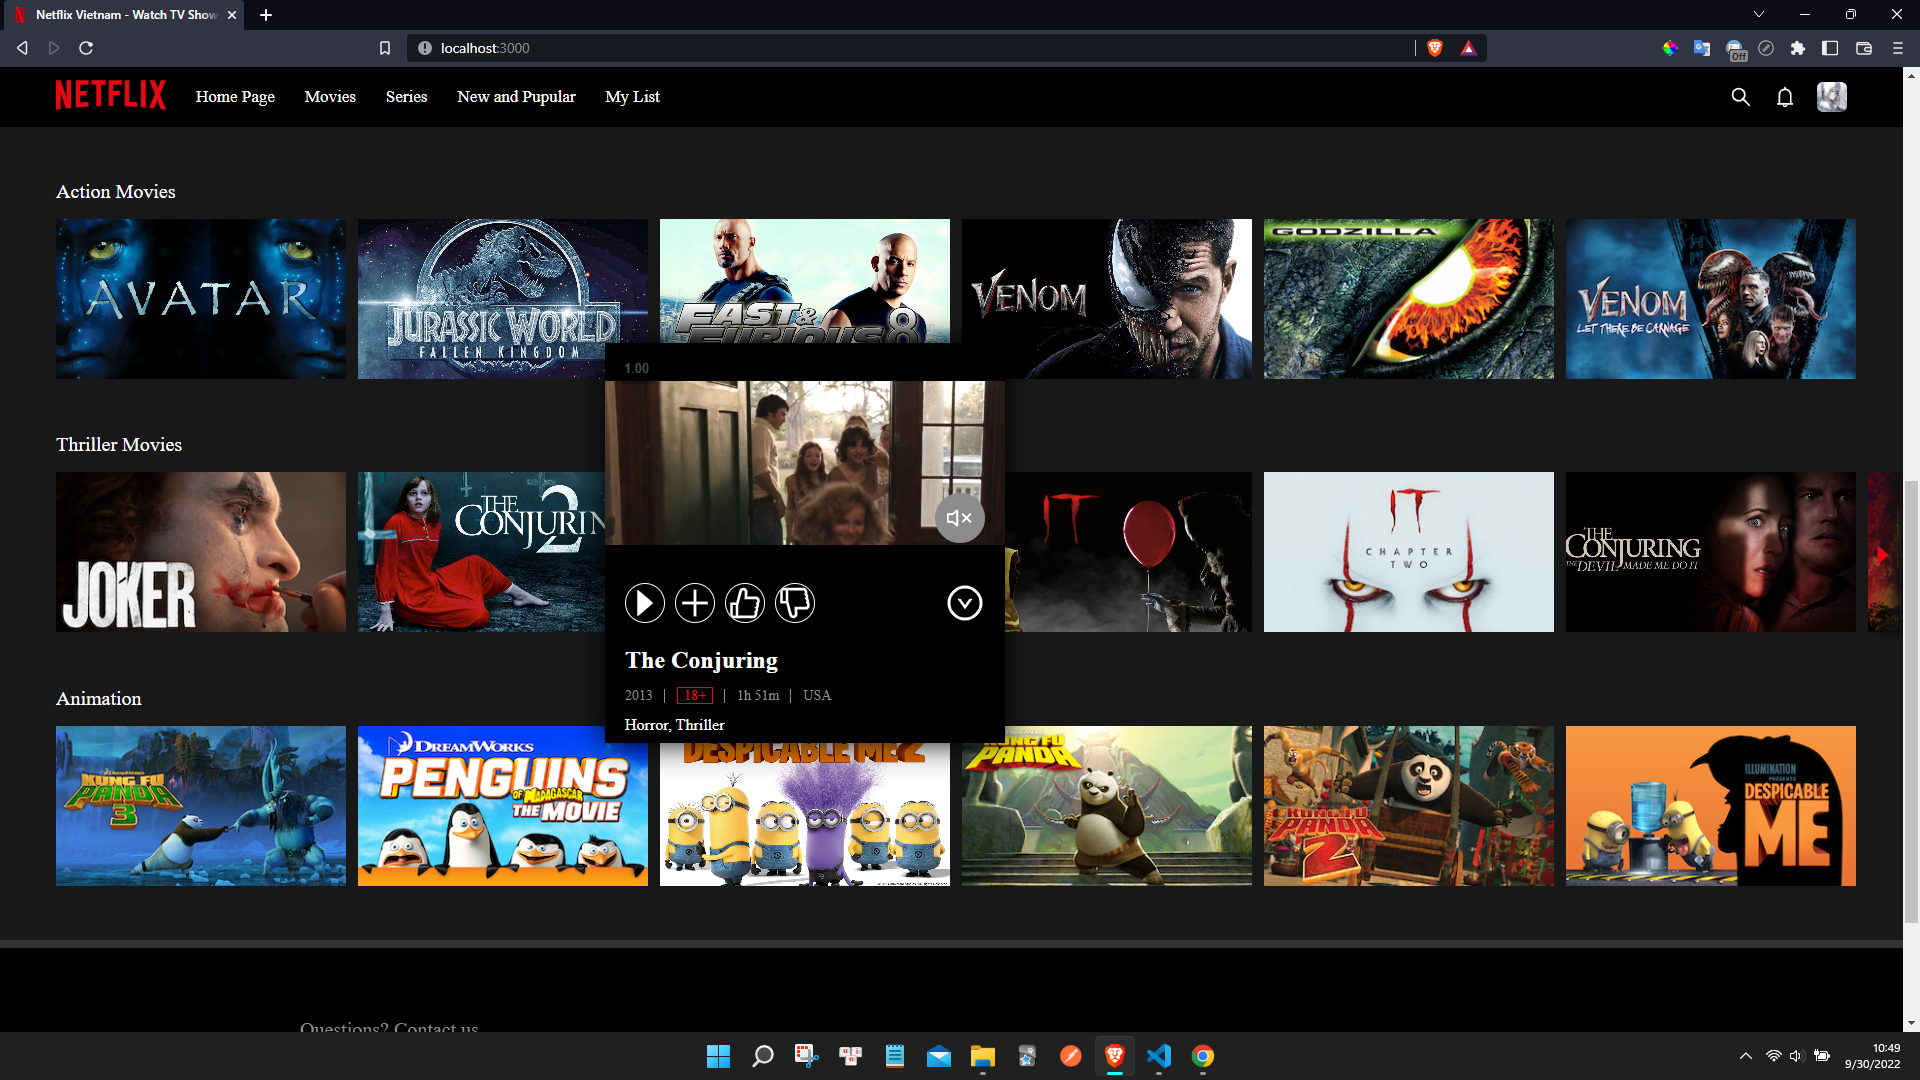 Netflix Vietnam - Watch TV Show
localhost:3000
NETFLIX Home Page Movies Series New and Pupular My List
Off
Action Movies
AVATAR
JURASSIC WORLD
FALLEN KINGDOM
FAST &
FURIOUS 8
VENOM
GODZILLA
VENOM
LET THERE BE CARNAGE
1.00
Thriller Movies
JOKER
THE
CONJURIN
2
IT
IT
CHAPTER
TWO
THE
CONJURING
THE DEVIL MADE ME DO IT
The Conjuring
2013 | 18+ | 1h 51m | USA
Horror, Thriller
Animation
DREAMWORKS
KUNG FU
PANDA
3
DREAMWORKS
PENGUINS
OF MADAGASCAR
THE MOVIE
DESPICABLE ME 2
KUNG FU
PANDA
KUNG FU
PANDA
2
ILLUMINATION
PRESENTS
DESPICABLE
ME
Questions? Contact us
10:49
9/30/2022